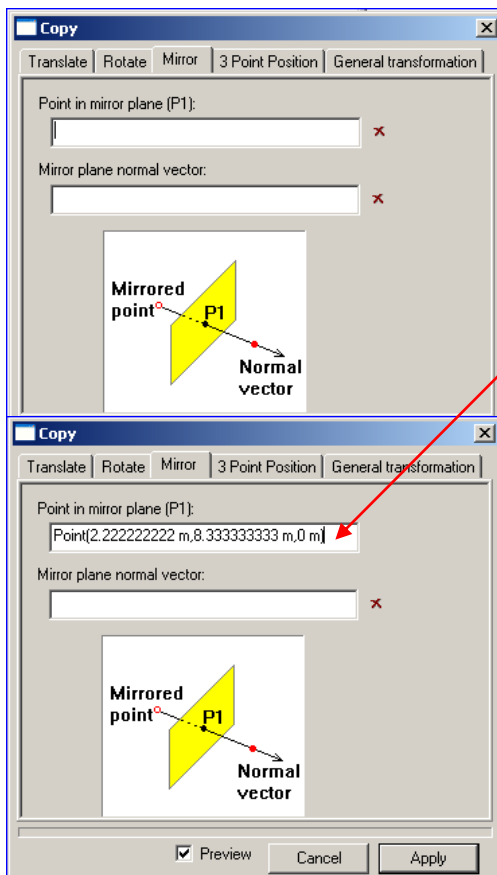 Copy
Translate Rotate Mirror 3 Point Position General transformation
Point in mirror plane (P1):
Mirror plane normal vector:
Mirrored
point
P1
Normal
vector
Copy
Translate Rotate Mirror 3 Point Position General transformation
Point in mirror plane (P1):
Point(2.222222222 m,8.333333333 m,0 m)
Mirror plane normal vector:
Mirrored
point
P1
Normal
vector
Preview Cancel Apply